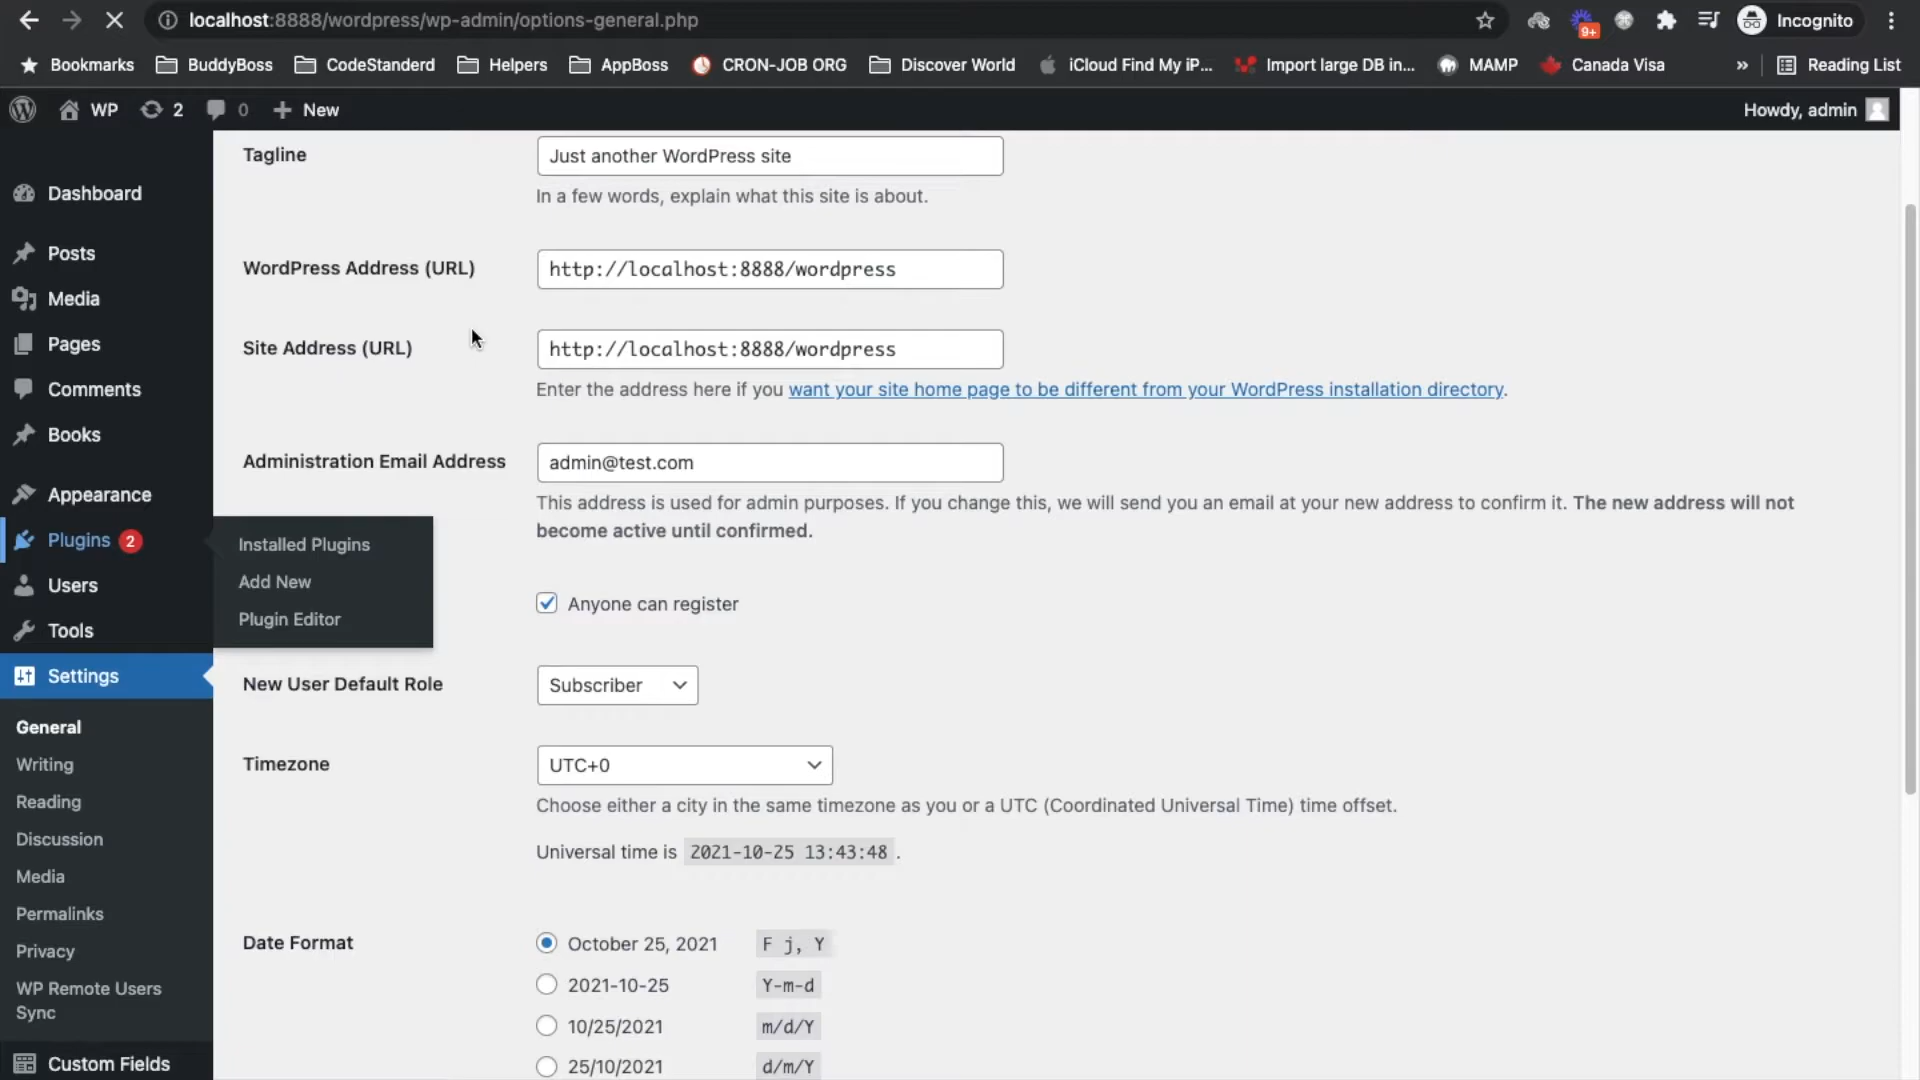 localhost:8888/wordpress/wp-admin/options-general.php
9+
Incognito
Bookmarks
BuddyBoss
CodeStanderd
Helpers
AppBoss
CRON-JOB ORG
Discover World
iCloud Find My iP...
Import large DB in...
MAMP
Canada Visa
»
Reading List
WP
2
0
New
Howdy, admin
Dashboard
Posts
Media
Pages
Comments
Books
Appearance
Plugins 2
Users
Tools
Settings
General
Writing
Reading
Discussion
Media
Permalinks
Privacy
WP Remote Users
Sync
Custom Fields
Installed Plugins
Add New
Plugin Editor
Tagline
Just another WordPress site
In a few words, explain what this site is about.
WordPress Address (URL)
http://localhost:8888/wordpress
Site Address (URL)
http://localhost:8888/wordpress
Enter the address here if you want your site home page to be different from your WordPress installation directory.
Administration Email Address
admin@test.com
This address is used for admin purposes. If you change this, we will send you an email at your new address to confirm it. The new address will not
become active until confirmed.
Anyone can register
New User Default Role
Subscriber
Timezone
UTC+0
Choose either a city in the same timezone as you or a UTC (Coordinated Universal Time) time offset.
Universal time is 2021-10-25 13:43:48 .
Date Format
October 25, 2021 F j, Y
2021-10-25 Y-m-d
10/25/2021 m/d/Y
25/10/2021 d/m/Y